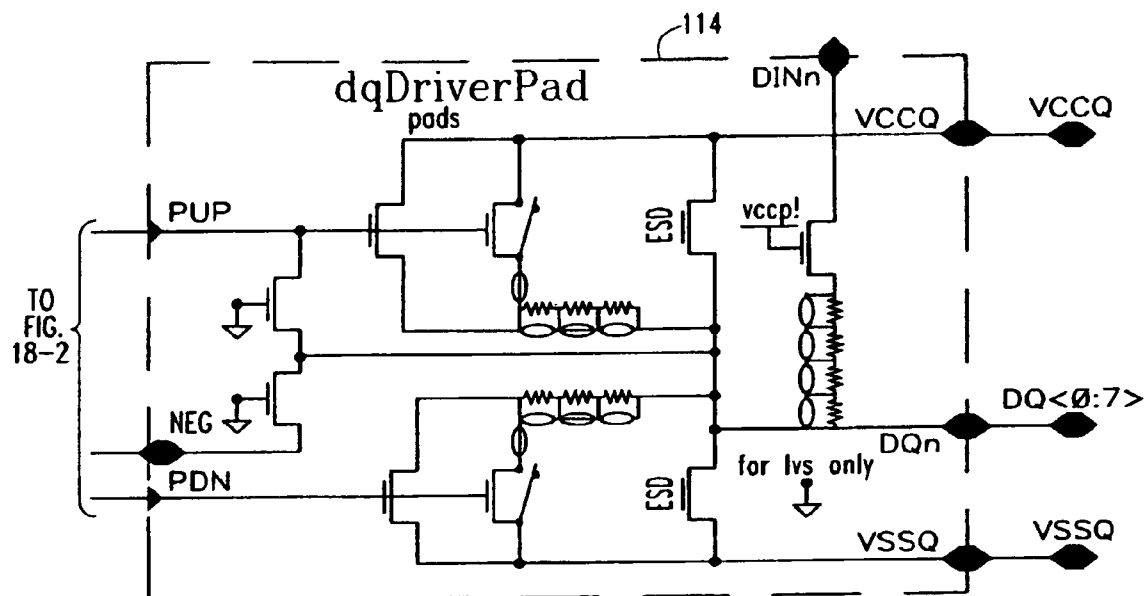 114
dqDriverPad
pads
DINn
VCCQ
VCCQ
PUP
ESD
vccp!
TO
FIG.
18-2
NEG
DQ<Ø:7>
DQn
for lvs only
PDN
ESD
VSSQ
VSSQ